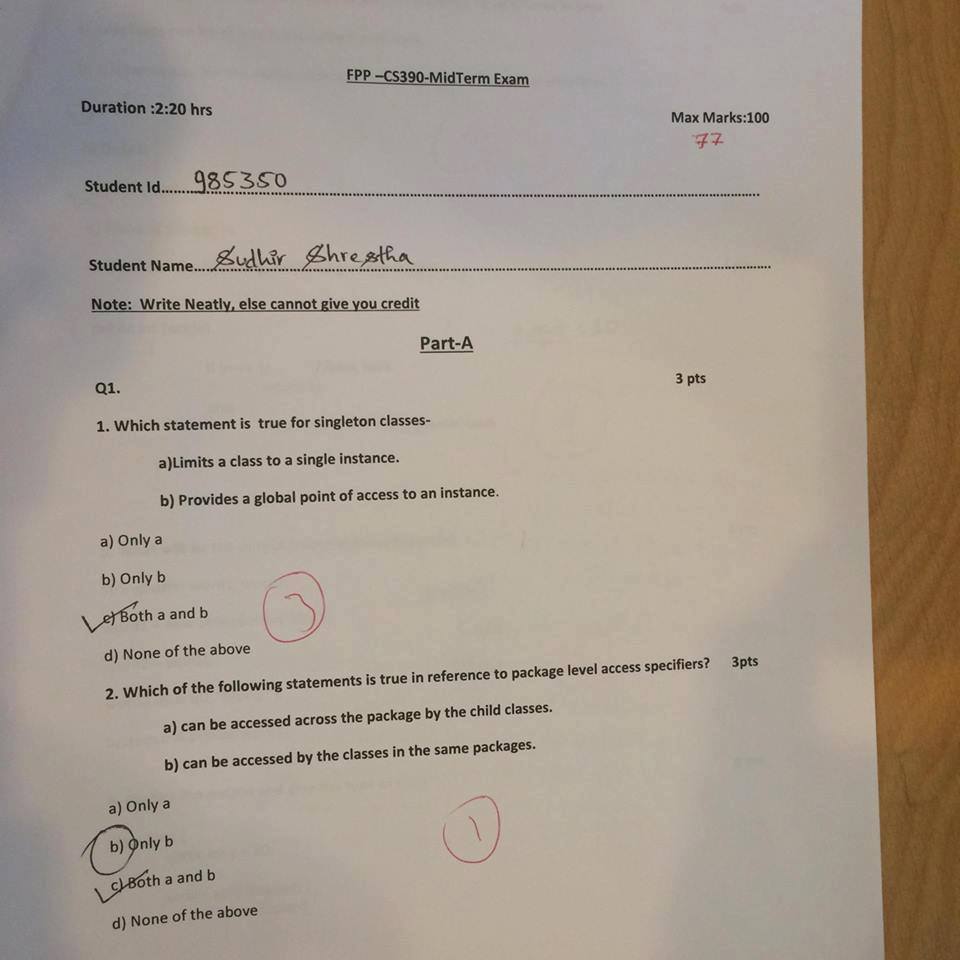 FPP –CS390-MidTerm Exam
Duration :2:20 hrs
Max Marks:100
77
Student Id......985350
Student Name....Sudhir Shrestha
Note: Write Neatly, else cannot give you credit
Part-A
Q1. 3 pts
1. Which statement is true for singleton classes-
a)Limits a class to a single instance.
b) Provides a global point of access to an instance.
a) Only a
b) Only b
c) Both a and b
3
d) None of the above
2. Which of the following statements is true in reference to package level access specifiers? 3pts
a) can be accessed across the package by the child classes.
b) can be accessed by the classes in the same packages.
a) Only a
b) Only b
1
c) Both a and b
d) None of the above